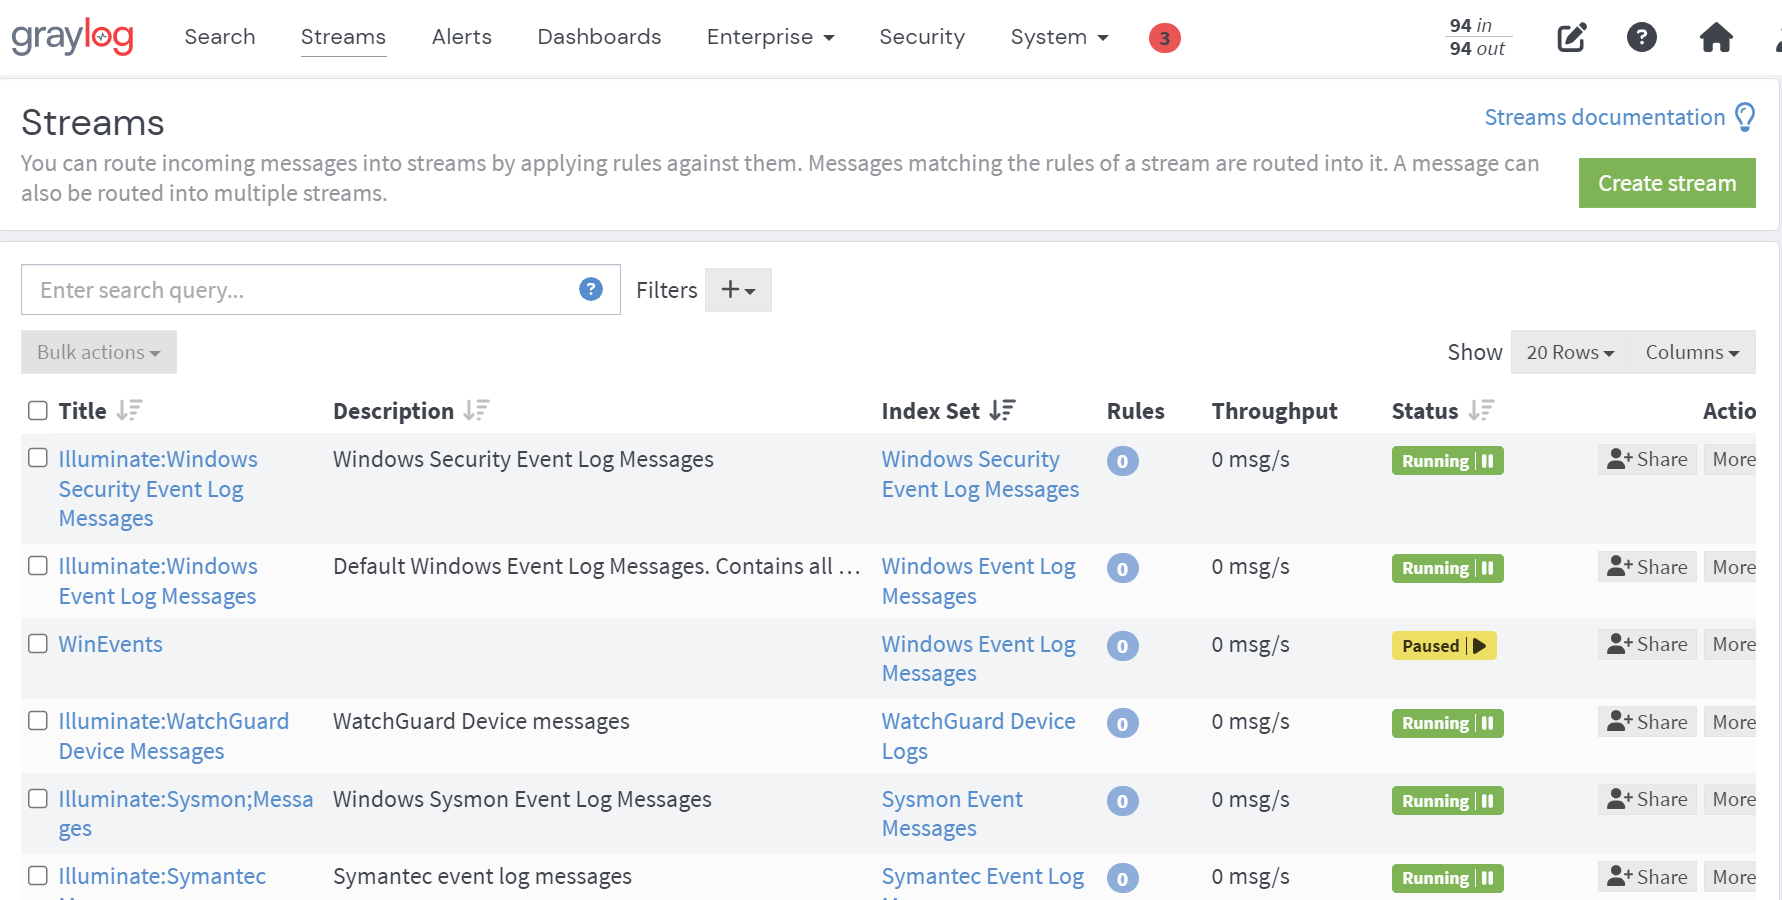 graylog Search Streams Alerts Dashboards Enterprise Security System 3 94 in
94 out
Streams
Streams documentation
You can route incoming messages into streams by applying rules against them. Messages matching the rules of a stream are routed into it. A message can
also be routed into multiple streams.
Create stream
Enter search query... ? Filters +
Bulk actions Show 20 Rows Columns
Title Description Index Set Rules Throughput Status Actio
Illuminate:Windows Windows Security Event Log Messages Windows Security 0 0 msg/s Running Share More
Security Event Log Event Log Messages
Messages
Illuminate:Windows Default Windows Event Log Messages. Contains all … Windows Event Log 0 0 msg/s Running Share More
Event Log Messages Messages
WinEvents Windows Event Log 0 0 msg/s Paused Share More
Messages
Illuminate:WatchGuard WatchGuard Device messages WatchGuard Device 0 0 msg/s Running Share More
Device Messages Logs
Illuminate:Sysmon;Messa Windows Sysmon Event Log Messages Sysmon Event 0 0 msg/s Running Share More
ges Messages
Illuminate:Symantec Symantec event log messages Symantec Event Log 0 0 msg/s Running Share More